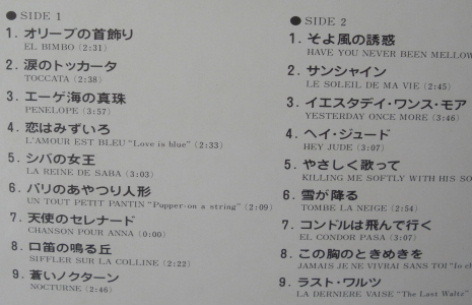 ● SIDE 1
1. オリーブの首飾り
EL BIMBO (2:31)
2. 涙のトッカータ
TOCCATA (2:38)
3. エーゲ海の真珠
PENELOPE (3:57)
4. 恋はみずいろ
L'AMOUR EST BLEU "Love is blue" (2:33)
5. シバの女王
LA REINE DE SABA (3:03)
6. パリのあやつり人形
UN TOUT PETIT PANTIN "Pupper on a string" (2:09)
7. 天使のセレナード
CHANSON POUR ANNA (0:00)
8. 口笛の鳴る丘
SIFFLER SUR LA COLLINE (2:22)
9. 蒼いノクターン
NOCTURNE (2:46)
● SIDE 2
1. そよ風の誘惑
HAVE YOU NEVER BEEN MELLOW
2. サンシャイン
LE SOLEIL DE MA VIE (2:45)
3. イエスタデイ・ワンス・モア
YESTERDAY ONCE MORE (3:46)
4. ヘイ・ジュード
HEY JUDE (3:07)
5. やさしく歌って
KILLING ME SOFTLY WITH HIS SO
6. 雪が降る
TOMBE LA NEIGE (2:54)
7. コンドルは飛んで行く
EL CONDOR PASA (3:07)
8. この胸のときめきを
JAMAIS JE NE VIVRAI SANS TOI "Io ch
9. ラスト・ワルツ
LA DERNIÈRE VAISE "The Last Waltz"